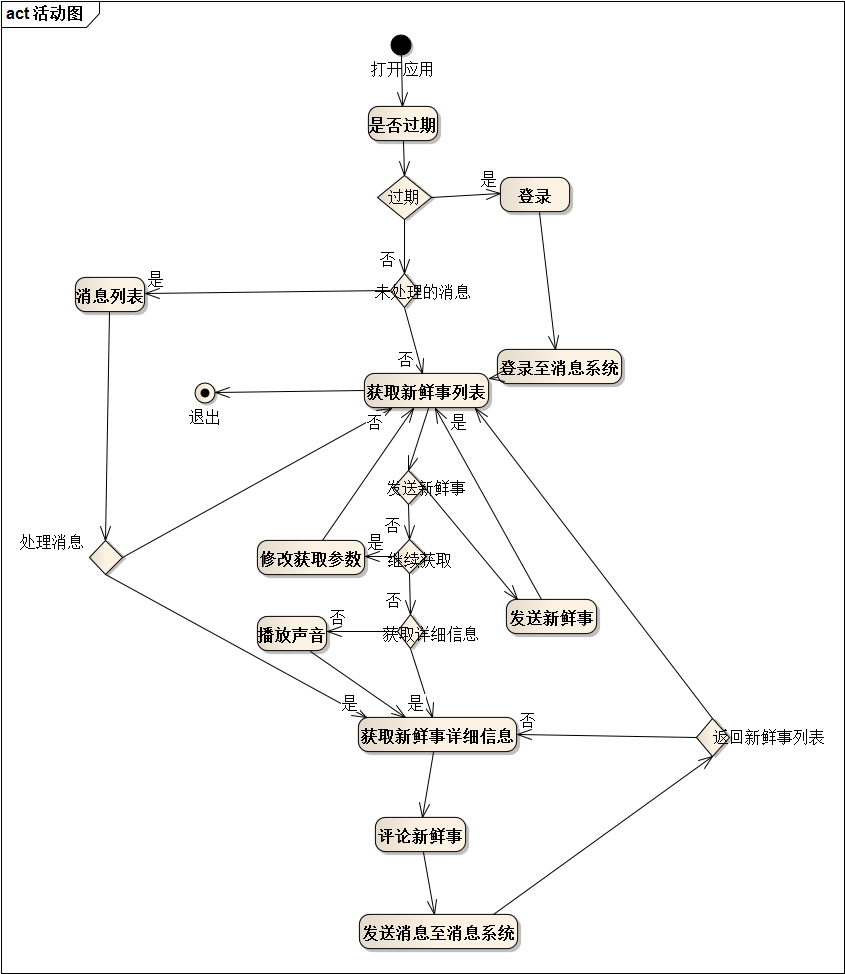 act 活动图
打开应用
是否过期
过期
是
登录
否
未处理的消息
是
消息列表
否
登录至消息系统
获取新鲜事列表
退出
否
是
发送新鲜事
否
处理消息
修改获取参数
是
继续获取
否
发送新鲜事
播放声音
否
获取详细信息
是
是
获取新鲜事详细信息
否
返回新鲜事列表
评论新鲜事
发送消息至消息系统